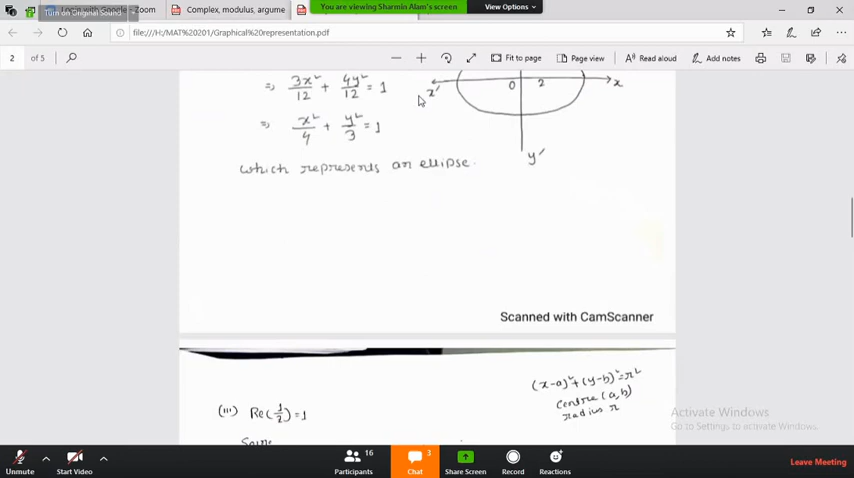 Zoom
Complex, modulus, argume
You are viewing Sharmin Alam's screen
View Options
Turn on Original Sound
file:///H:/MAT%20201/Graphical%20representation.pdf
2 of 5
Fit to page
Page view
Read aloud
Add notes
=> 3x²/12 + 4y²/12 = 1
x'
0
2
x
=> x²/4 + y²/3 = 1
y'
which represents an ellipse.
Scanned with CamScanner
(x-a)²+(y-b)²=r²
centre (a,b)
radius r
(iii) Re(1/z)=1
Activate Windows
Go to Settings to activate Windows.
Unmute
Start Video
16
Participants
3
Chat
Share Screen
Record
Reactions
Leave Meeting